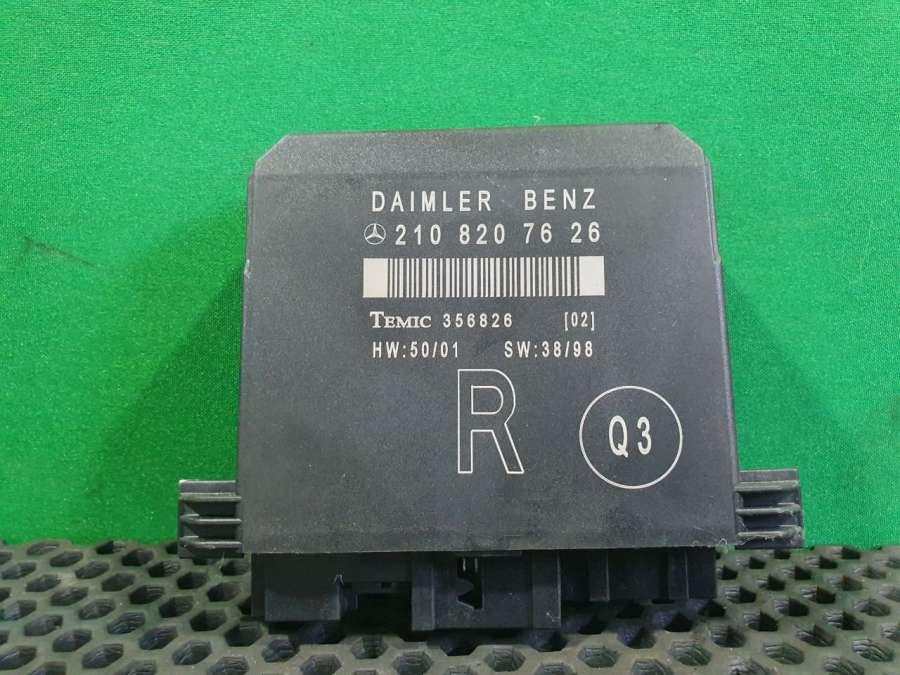 DAIMLER BENZ
210 820 76 26
TEMIC 356826 [02]
HW:50/01 SW:38/98
R
Q3